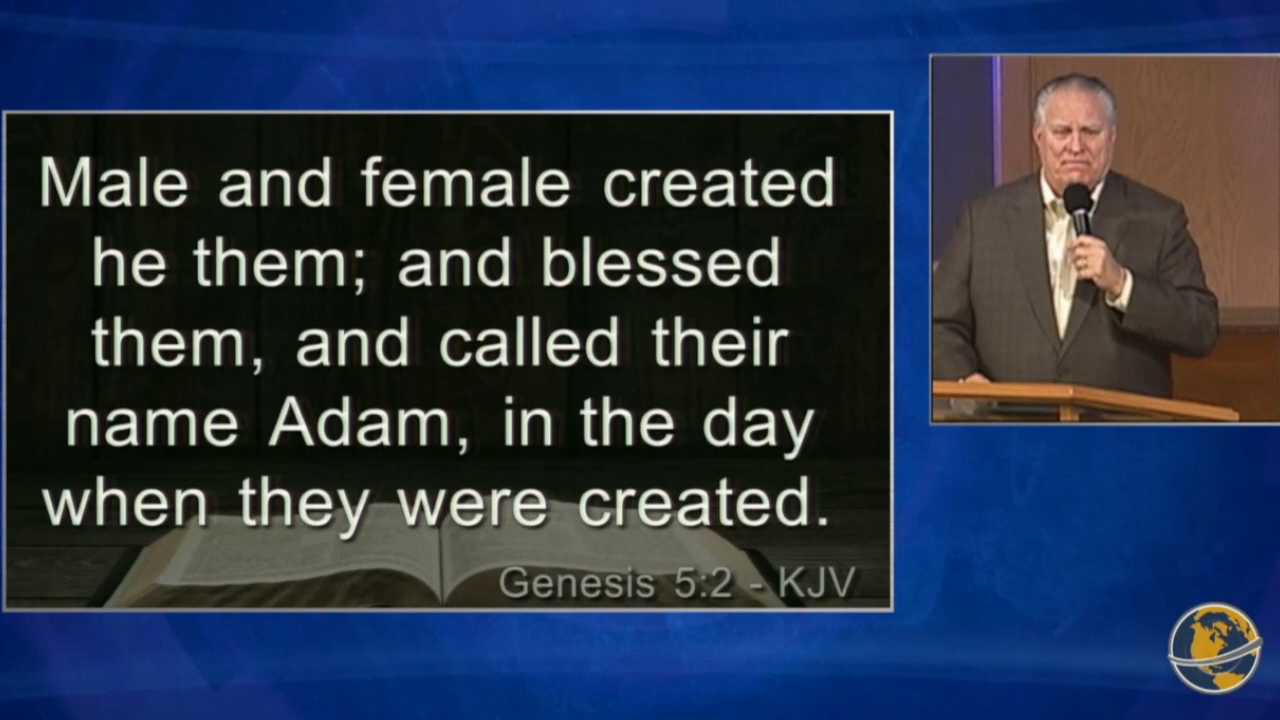 Male and female created
he them; and blessed
them, and called their
name Adam, in the day
when they were created.
Genesis 5:2 - KJV